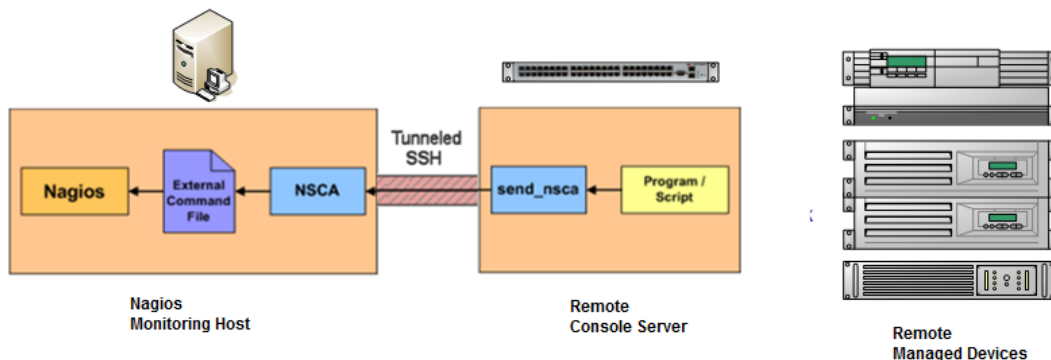 Tunneled
SSH
Nagios
External
Command
File
NSCA
send_nsca
Program /
Script
Nagios
Monitoring Host
Remote
Console Server
Remote
Managed Devices